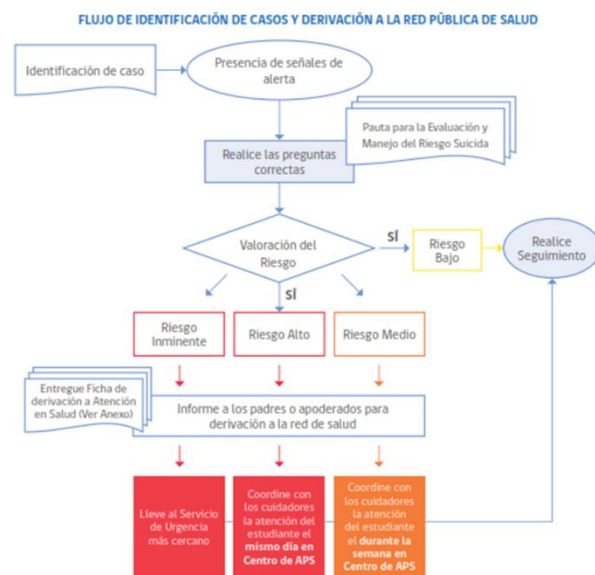 FLUJO DE IDENTIFICACIÓN DE CASOS Y DERIVACIÓN A LA RED PÚBLICA DE SALUD
Identificación de caso
Presencia de señales de
alerta
Pauta para la Evaluación y
Manejo del Riesgo Suicida
Realice las preguntas
correctas
Valoración del
Riesgo
SÍ
Riesgo
Bajo
Realice
Seguimiento
SÍ
Riesgo
Inminente
Riesgo Alto
Riesgo Medio
Entregue Ficha de
derivación a Atención
en Salud (Ver Anexo)
Informe a los padres o apoderados para
derivación a la red de salud
Lleve al Servicio
de Urgencia
más cercano
Coordine con
los cuidadores
la atención del
estudiante el
mismo día en
Centro de APS
Coordine con
los cuidadores
la atención
del estudiante
el durante la
semana en
Centro de APS